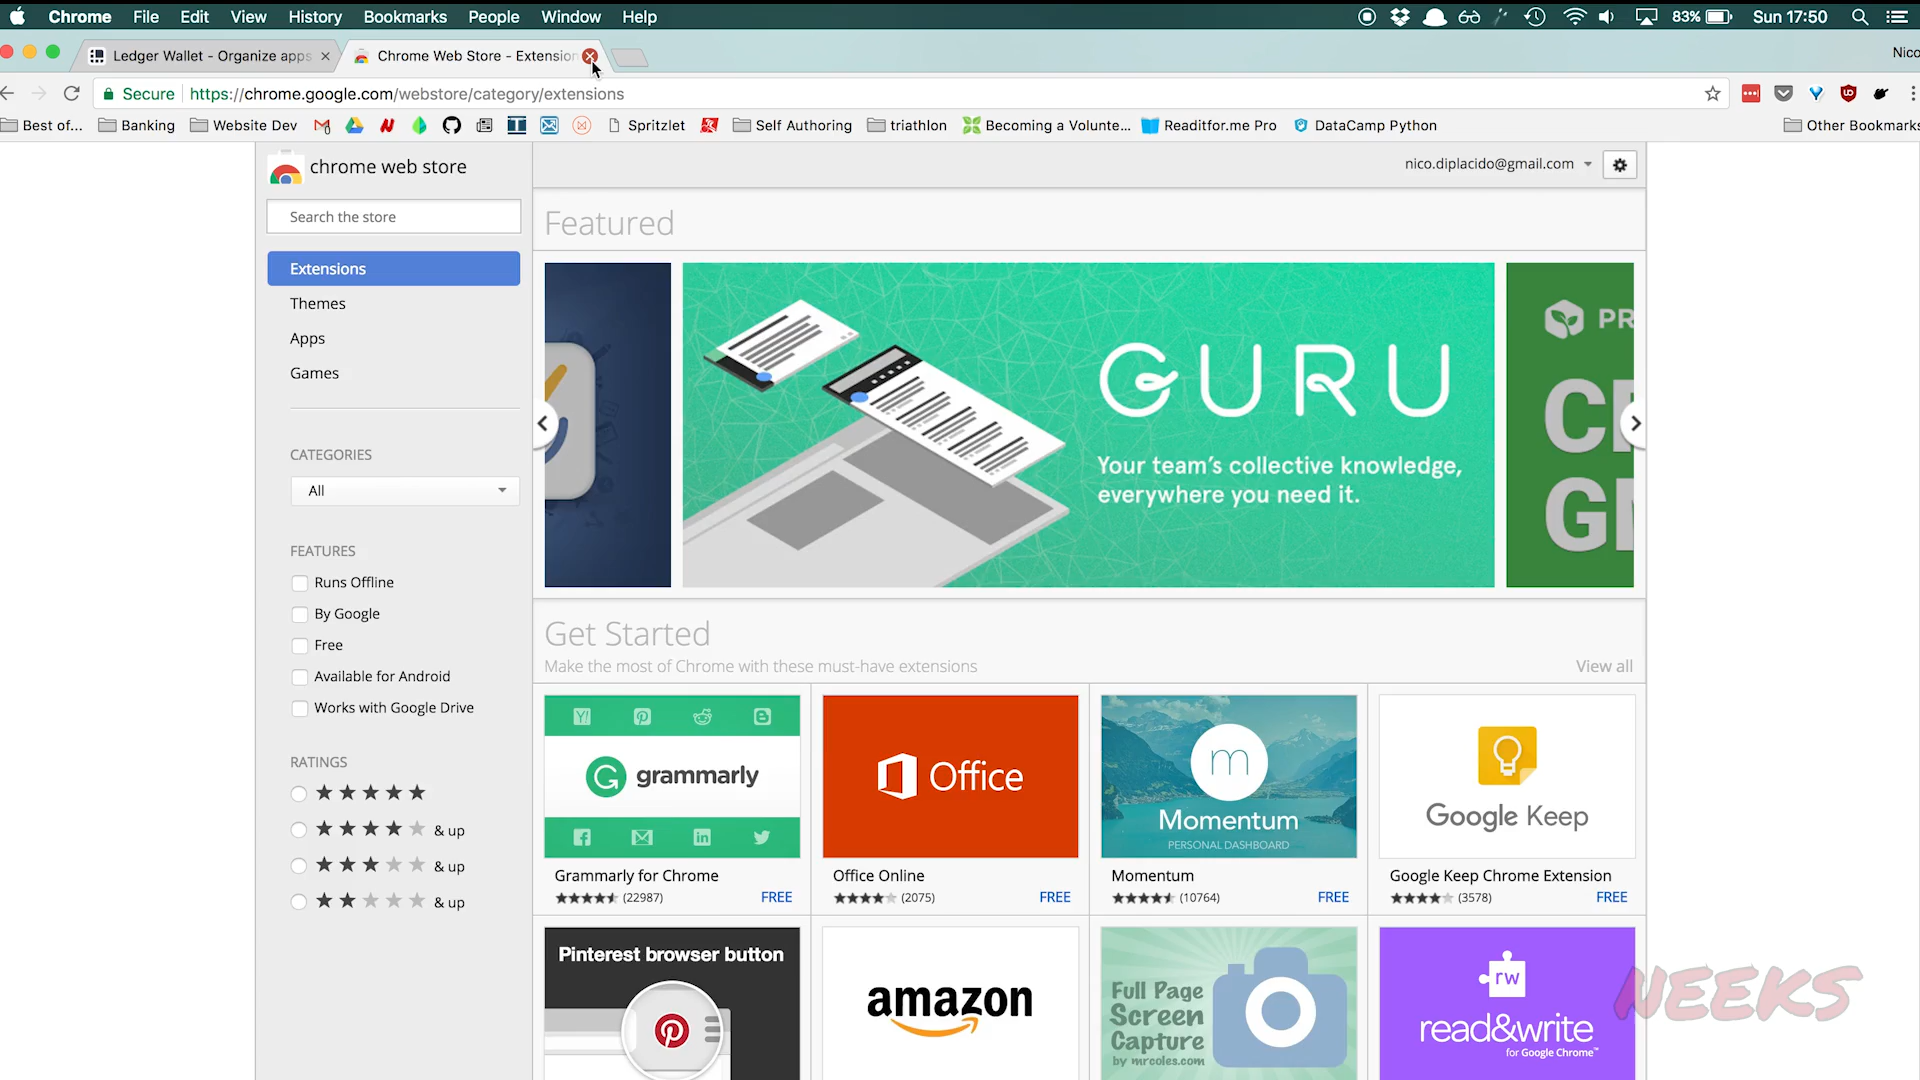 Chrome File Edit View History Bookmarks People Window Help 83% Sun 17:50
Ledger Wallet - Organize apps Chrome Web Store - Extension Nico
Secure https://chrome.google.com/webstore/category/extensions
Best of... Banking Website Dev Spritzlet Self Authoring triathlon Becoming a Volunte... Readitfor.me Pro DataCamp Python Other Bookmarks
chrome web store
nico.diplacido@gmail.com
Search the store
Extensions
Themes
Apps
Games
CATEGORIES
All
FEATURES
Runs Offline
By Google
Free
Available for Android
Works with Google Drive
RATINGS
& up
& up
& up
Featured
GURU
Your team's collective knowledge,
everywhere you need it.
PR
Get Started
Make the most of Chrome with these must-have extensions
View all
grammarly
Grammarly for Chrome
(22987) FREE
Office
Office Online
(2075) FREE
m
Momentum
PERSONAL DASHBOARD
Momentum
(10764) FREE
Google Keep
Google Keep Chrome Extension
(3578) FREE
Pinterest browser button
amazon
Full Page
Screen
Capture
by mrcoles.com
rw
read&write
for Google Chrome™
NEEKS